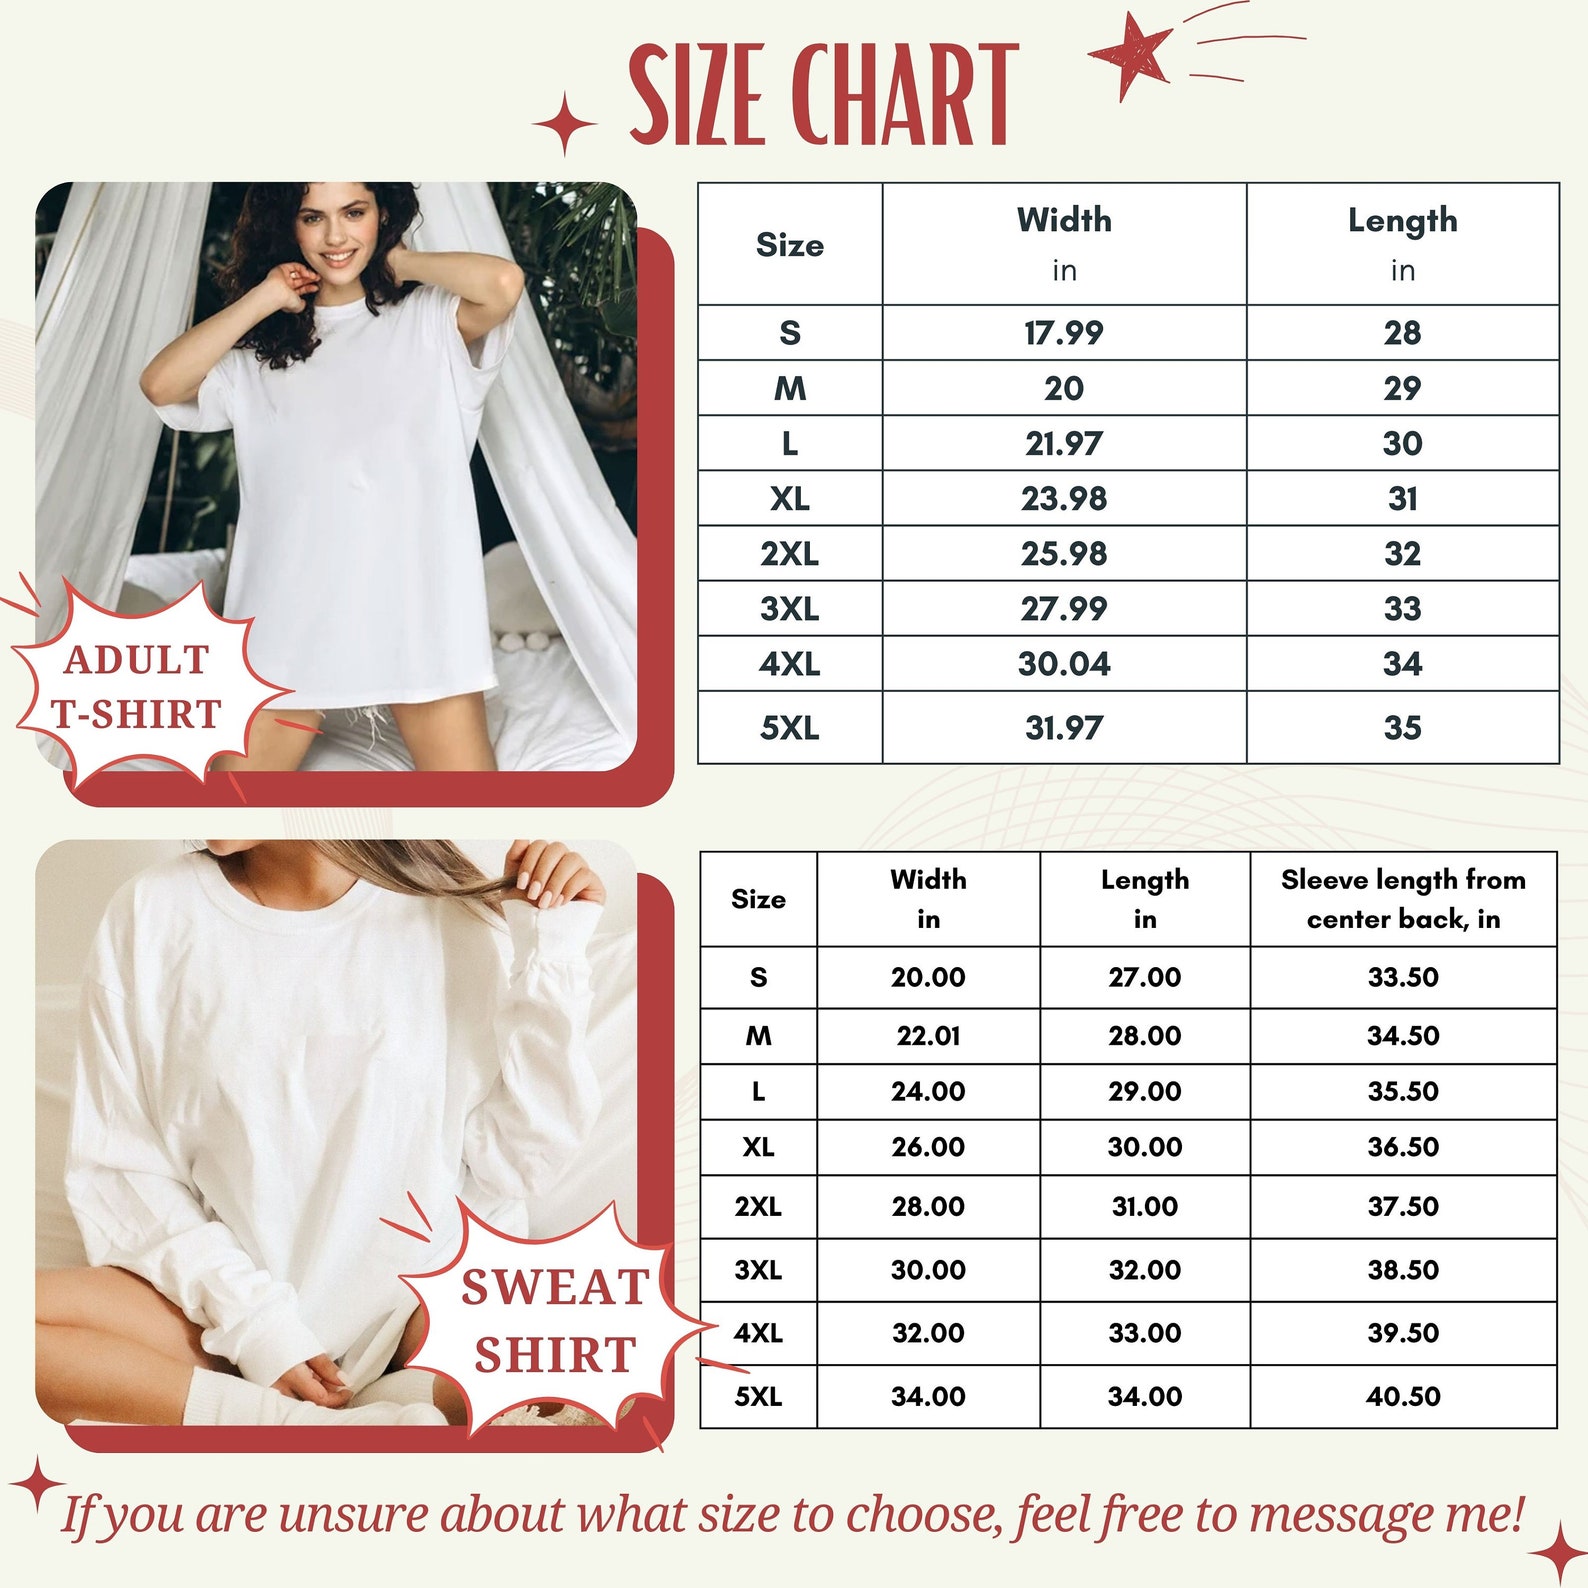 SIZE CHART
Size Width in Length in
S 17.99 28
M 20 29
L 21.97 30
XL 23.98 31
2XL 25.98 32
3XL 27.99 33
4XL 30.04 34
5XL 31.97 35
ADULT
T-SHIRT
Size Width in Length in Sleeve length from center back, in
S 20.00 27.00 33.50
M 22.01 28.00 34.50
L 24.00 29.00 35.50
XL 26.00 30.00 36.50
2XL 28.00 31.00 37.50
3XL 30.00 32.00 38.50
4XL 32.00 33.00 39.50
5XL 34.00 34.00 40.50
SWEAT
SHIRT
If you are unsure about what size to choose, feel free to message me!